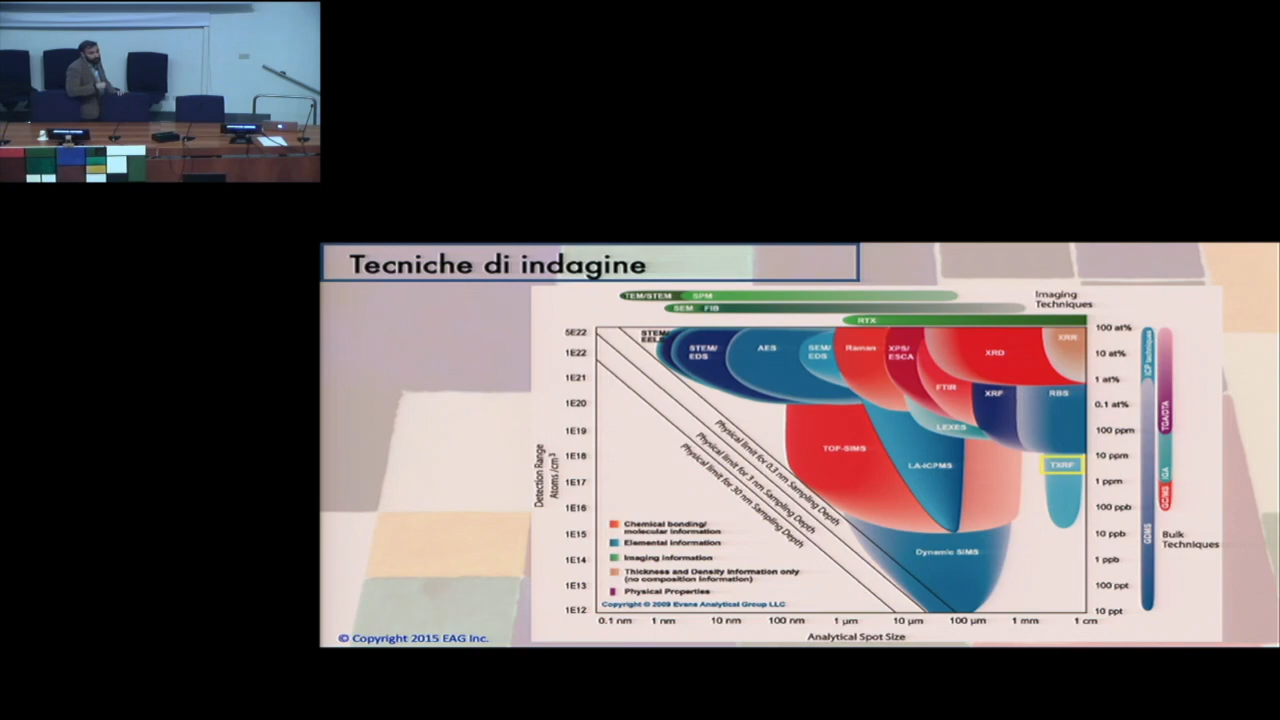 Tecniche di indagine
TEM/STEM SPM
SEM FIB
RTX
Imaging
Techniques
5E22
1E22
1E21
1E20
1E19
1E18
1E17
1E16
1E15
1E14
1E13
1E12
Detection Range
Atoms /cm3
STEM/
EELS
STEM/
EDS
AES
SEM/
EDS
Raman
XPS/
ESCA
XRD
XRR
FTIR
XRF
RBS
LEXES
TOF-SIMS
LA-ICPMS
TXRF
Dynamic SIMS
Physical limit for 0.3 nm Sampling Depth
Physical limit for 3 nm Sampling Depth
Physical limit for 30 nm Sampling Depth
Chemical bonding/
molecular information
Elemental information
Imaging information
Thickness and Density information only
(no composition information)
Physical Properties
Copyright © 2009 Evans Analytical Group LLC
100 at%
10 at%
1 at%
0.1 at%
100 ppm
10 ppm
1 ppm
100 ppb
10 ppb
1 ppb
100 ppt
10 ppt
ICP techniques
GDMS
TGA/DTA
IGA
GC/MS
Bulk
Techniques
0.1 nm 1 nm 10 nm 100 nm 1 µm 10 µm 100 µm 1 mm 1 cm
Analytical Spot Size
© Copyright 2015 EAG Inc.